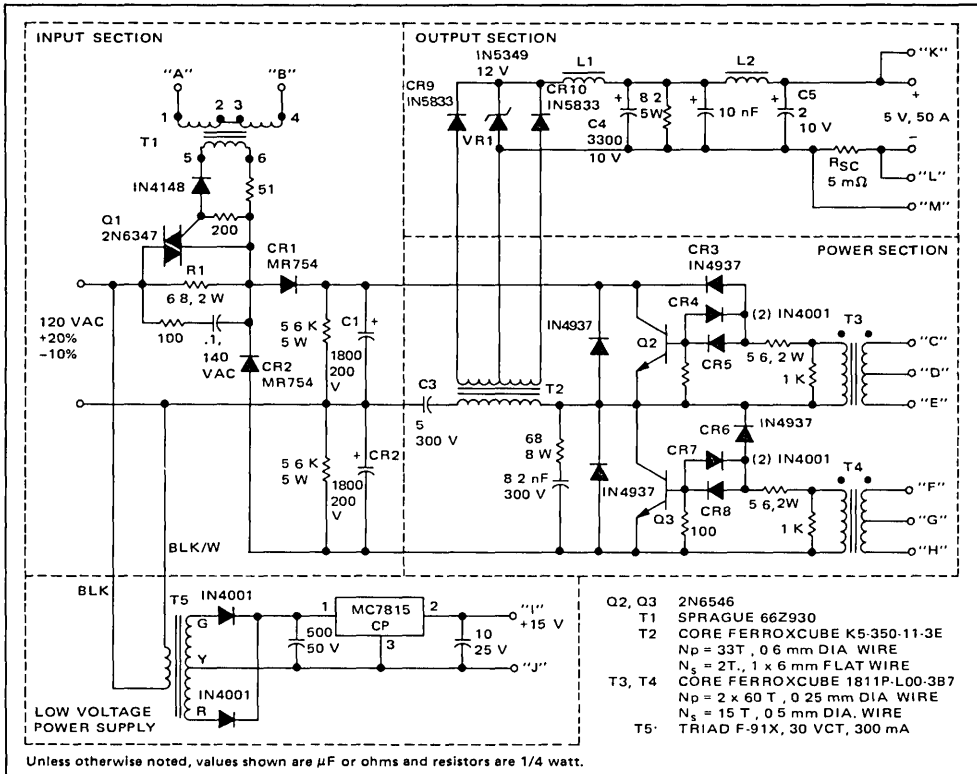 INPUT SECTION
"A"
"B"
1
2
3
4
T1
5
6
IN4148
51
Q1
2N6347
200
R1
6 8, 2 W
CR1
MR754
100
.1,
140
VAC
CR2
MR754
120 VAC
+20%
−10%
5 6 K
5 W
C1
+
1800
200
V
5 6 K
5 W
+
CR2
1800
200
V
BLK/W
BLK
OUTPUT SECTION
IN5349
12 V
CR9
IN5833
CR10
IN5833
VR1
L1
L2
+
C4
3300
10 V
8 2
5W
+
10 nF
+
C5
2
10 V
"K"
+
5 V, 50 A
−
RSC
5 mΩ
"L"
"M"
POWER SECTION
CR3
IN4937
CR4
(2) IN4001
T3
IN4937
Q2
CR5
5 6, 2 W
1 K
"C"
"D"
"E"
C3
5
300 V
T2
68
8 W
8 2 nF
300 V
IN4937
CR6
IN4937
CR7
(2) IN4001
T4
Q3
CR8
100
5 6, 2W
1 K
"F"
"G"
"H"
T5
IN4001
G
Y
R
IN4001
500
50 V
1
MC7815
CP
2
3
10
25 V
"I"
+15 V
"J"
LOW VOLTAGE
POWER SUPPLY
Q2, Q3 2N6546
T1 SPRAGUE 66Z930
T2 CORE FERROXCUBE K5-350-11-3E
Np = 33T , 0 6 mm DIA WIRE
Ns = 2T., 1 x 6 mm FLAT WIRE
T3, T4 CORE FERROXCUBE 1811P-L00-3B7
Np = 2 x 60 T , 0 25 mm DIA WIRE
Ns = 15 T , 0 5 mm DIA. WIRE
T5· TRIAD F-91X, 30 VCT, 300 mA
Unless otherwise noted, values shown are μF or ohms and resistors are 1/4 watt.